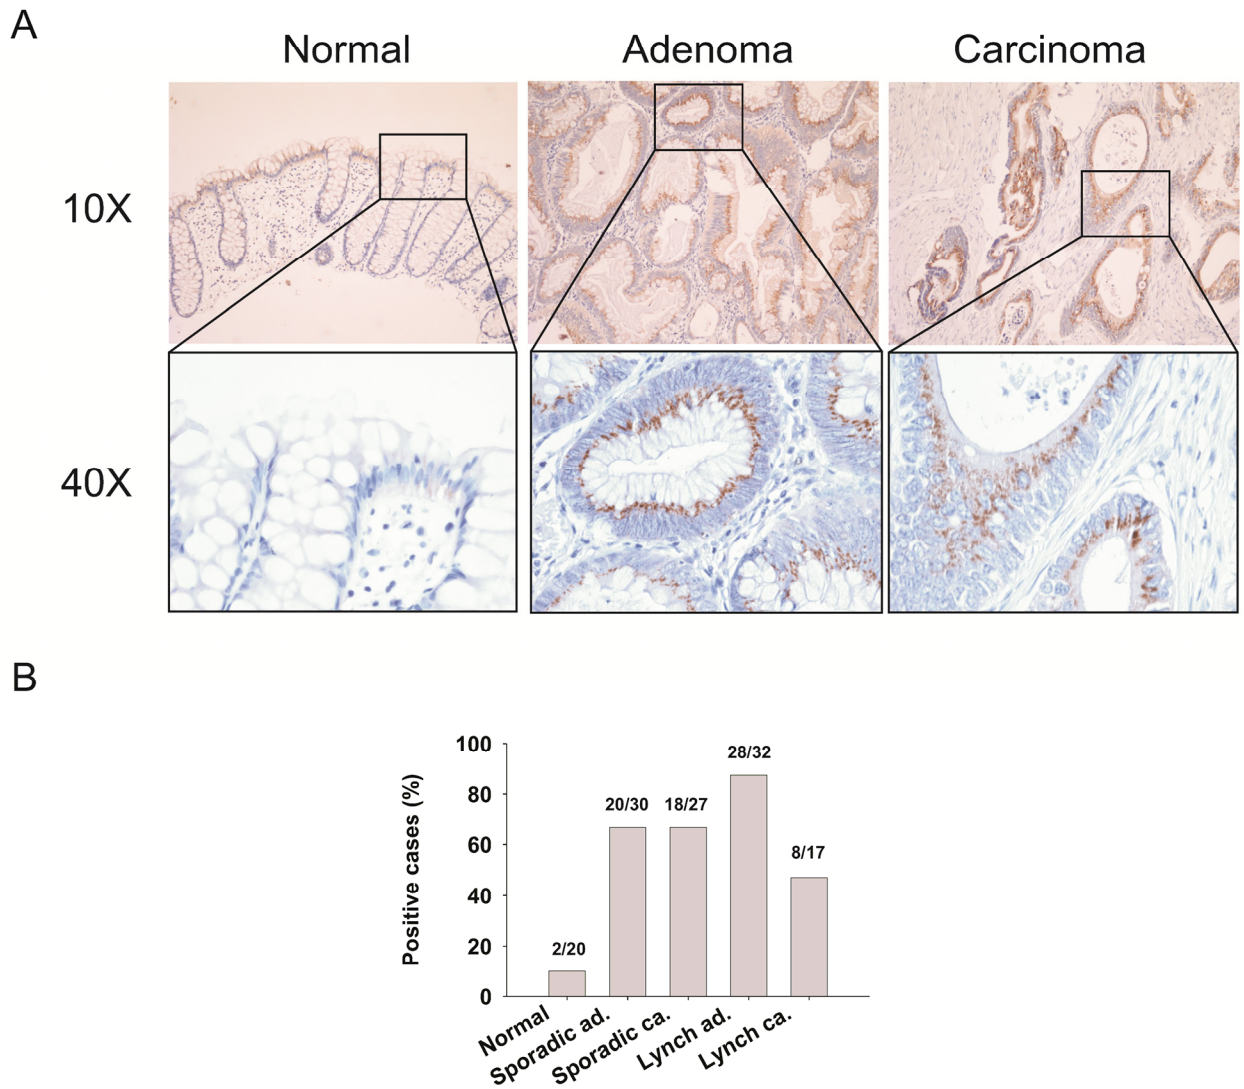 A
Normal
Adenoma
Carcinoma
10X
40X
B
Positive cases (%)
100
80
60
40
20
0
2/20
20/30
18/27
28/32
8/17
Normal
Sporadic ad.
Sporadic ca.
Lynch ad.
Lynch ca.